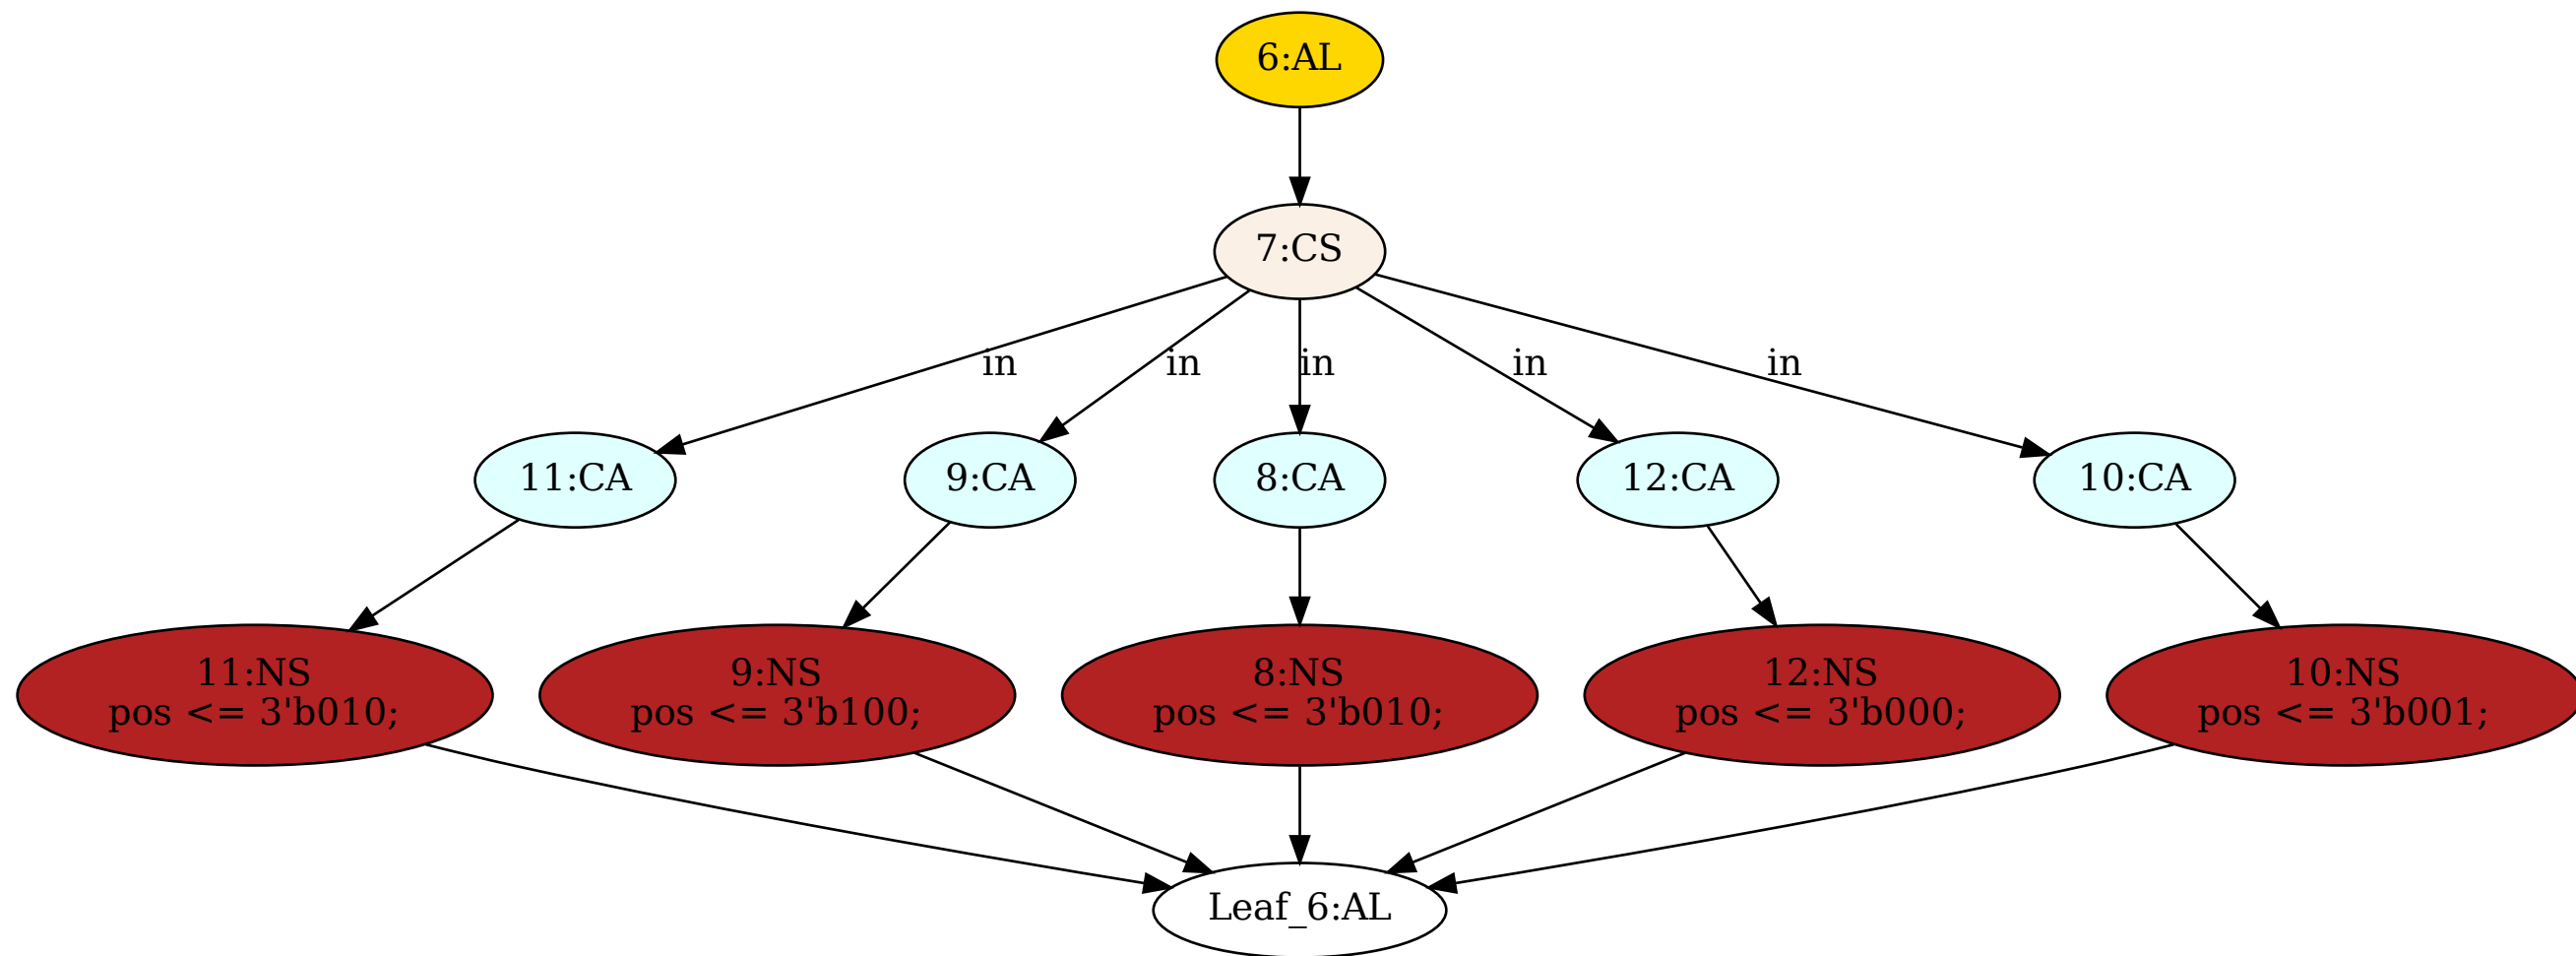 6:AL
7:CS
in
in
in
in
in
11:CA
9:CA
8:CA
12:CA
10:CA
11:NS
pos <= 3'b010;
9:NS
pos <= 3'b100;
8:NS
pos <= 3'b010;
12:NS
pos <= 3'b000;
10:NS
pos <= 3'b001;
Leaf_6:AL